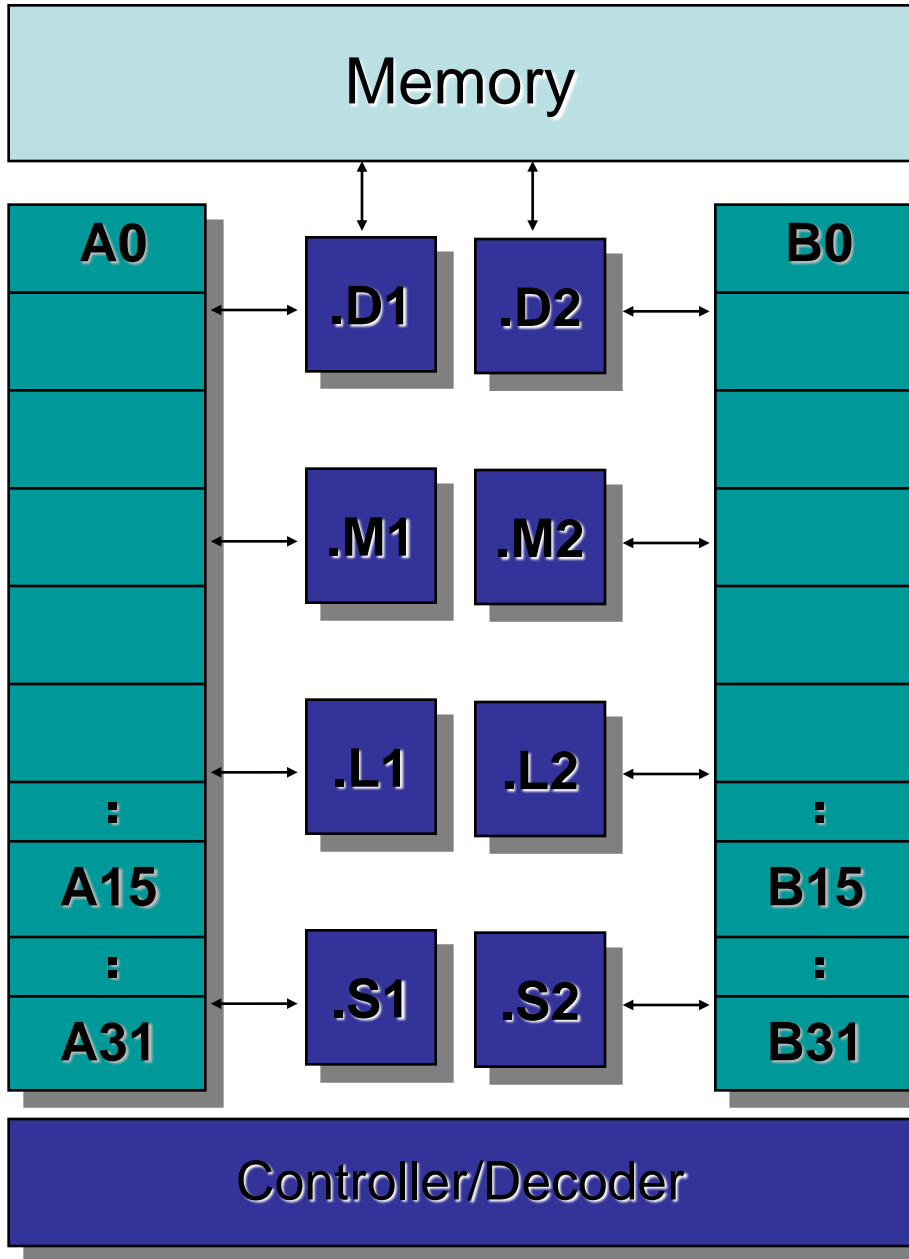 Memory
A0
B0
.D1
.D2
.M1
.M2
.L1
.L2
:
:
A15
B15
:
:
.S1
.S2
A31
B31
Controller/Decoder